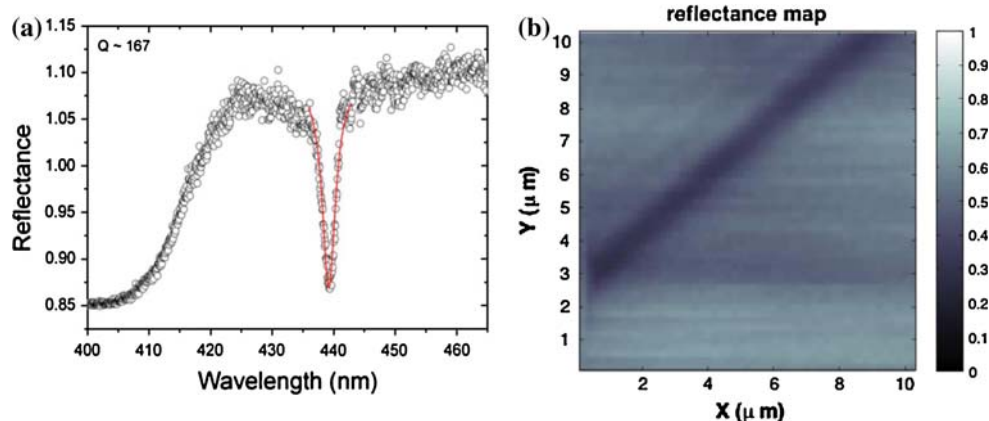 (a)
Q ~ 167
1.15
1.10
1.05
1.00
0.95
0.90
0.85
Reflectance
400 410 420 430 440 450 460
Wavelength (nm)
(b)
reflectance map
10
9
8
7
6
5
4
3
2
1
Y (μ m)
2 4 6 8 10
X (μ m)
1
0.9
0.8
0.7
0.6
0.5
0.4
0.3
0.2
0.1
0